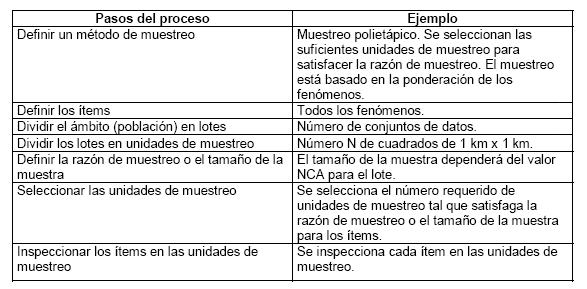 Pasos del proceso
Ejemplo
Definir un método de muestreo
Muestreo polietápico. Se seleccionan las
suficientes unidades de muestreo para
satisfacer la razón de muestreo. El muestreo
está basado en la ponderación de los
fenómenos.
Definir los ítems
Todos los fenómenos.
Dividir el ámbito (población) en lotes
Número de conjuntos de datos.
Dividir los lotes en unidades de muestreo
Número N de cuadrados de 1 km x 1 km.
Definir la razón de muestreo o el tamaño de la
muestra
El tamaño de la muestra dependerá del valor
NCA para el lote.
Seleccionar las unidades de muestreo
Se selecciona el número requerido de
unidades de muestreo tal que satisfaga la
razón de muestreo o el tamaño de la muestra
para los ítems.
Inspeccionar los ítems en las unidades de
muestreo
Se inspecciona cada ítem en las unidades de
muestreo.